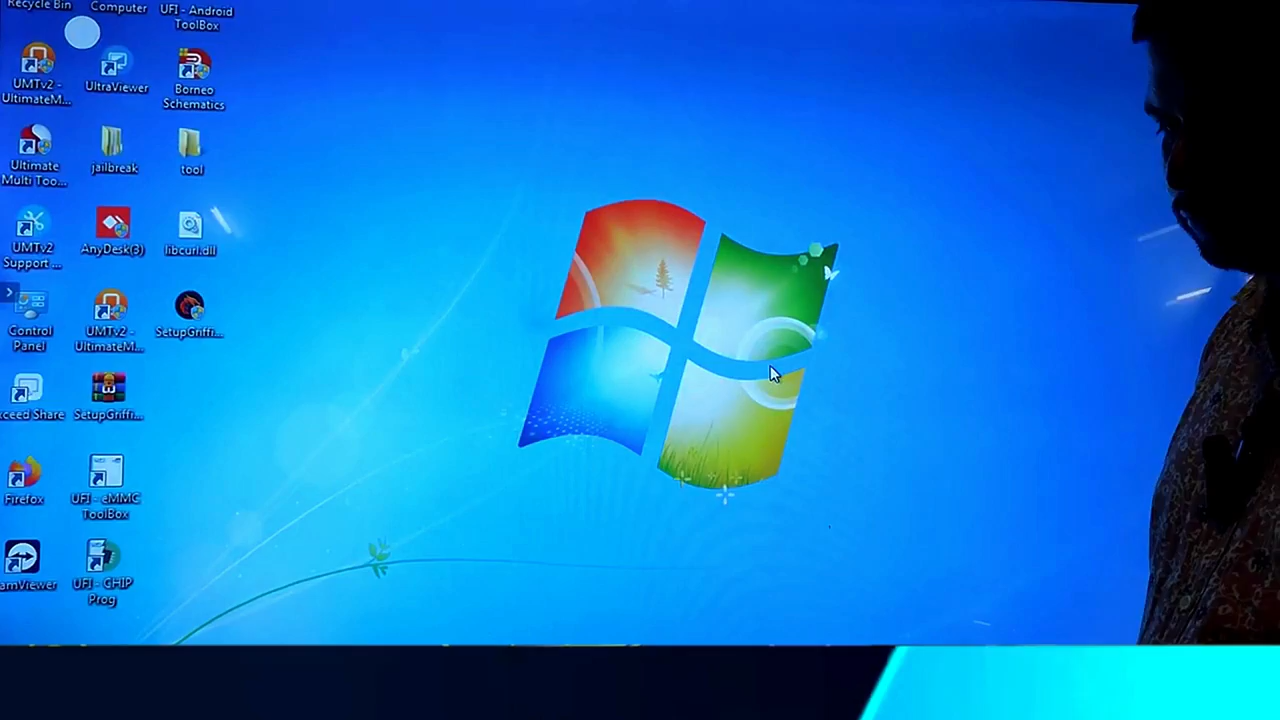 Recycle Bin
Computer
UFI - Android
ToolBox
UMTv2 -
UltimateM...
UltraViewer
Borneo
Schematics
Ultimate
Multi Too...
jailbreak
tool
UMTv2
Support ...
AnyDesk(3)
libcurl.dll
Control
Panel
UMTv2 -
UltimateM...
SetupGriffi...
ceed Share
SetupGriffi...
Firefox
UFI - eMMC
ToolBox
amViewer
UFI - CHIP
Prog